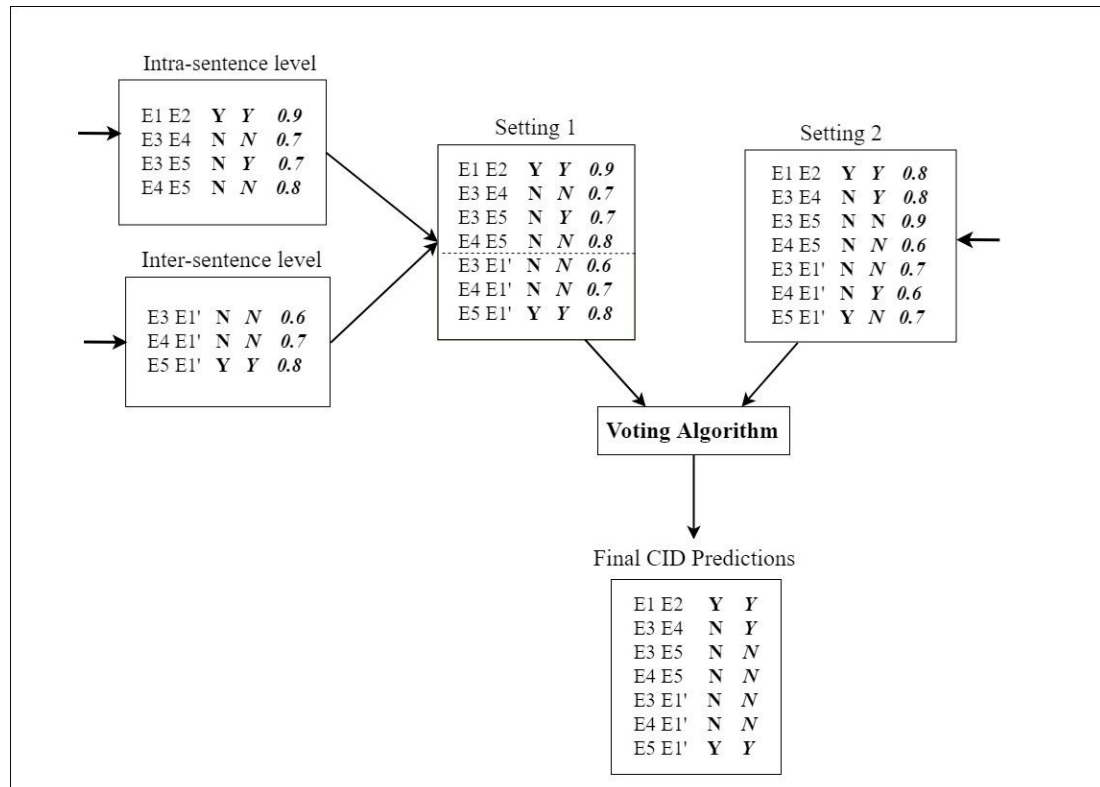 Intra-sentence level
E1 E2 Y Y 0.9
E3 E4 N N 0.7
E3 E5 N Y 0.7
E4 E5 N N 0.8
Inter-sentence level
E3 E1' N N 0.6
E4 E1' N N 0.7
E5 E1' Y Y 0.8
Setting 1
E1 E2 Y Y 0.9
E3 E4 N N 0.7
E3 E5 N Y 0.7
E4 E5 N N 0.8
E3 E1' N N 0.6
E4 E1' N N 0.7
E5 E1' Y Y 0.8
Setting 2
E1 E2 Y Y 0.8
E3 E4 N Y 0.8
E3 E5 N N 0.9
E4 E5 N N 0.6
E3 E1' N N 0.7
E4 E1' N Y 0.6
E5 E1' Y N 0.7
Voting Algorithm
Final CID Predictions
E1 E2 Y Y
E3 E4 N Y
E3 E5 N N
E4 E5 N N
E3 E1' N N
E4 E1' N N
E5 E1' Y Y